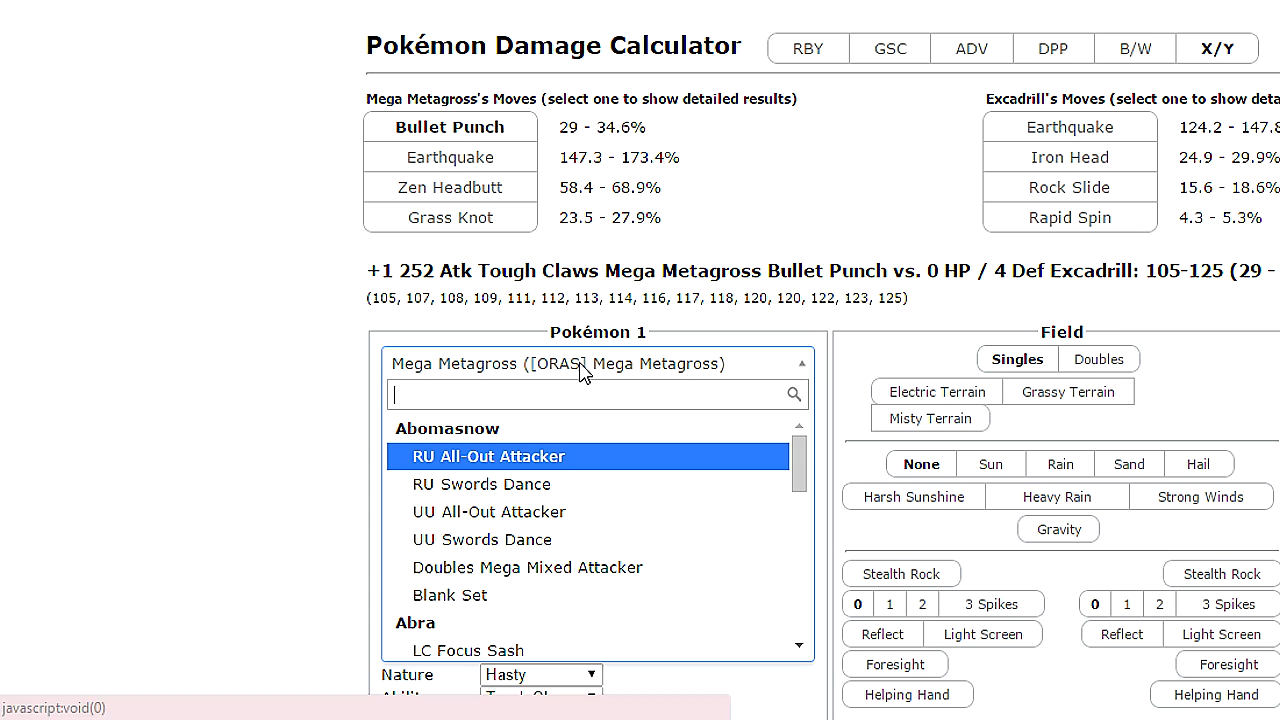 Pokémon Damage Calculator RBY GSC ADV DPP B/W X/Y
Mega Metagross's Moves (select one to show detailed results)
Bullet Punch 29 - 34.6%
Earthquake 147.3 - 173.4%
Zen Headbutt 58.4 - 68.9%
Grass Knot 23.5 - 27.9%
Excadrill's Moves (select one to show deta
Earthquake 124.2 - 147.8
Iron Head 24.9 - 29.9%
Rock Slide 15.6 - 18.6%
Rapid Spin 4.3 - 5.3%
+1 252 Atk Tough Claws Mega Metagross Bullet Punch vs. 0 HP / 4 Def Excadrill: 105-125 (29 -
(105, 107, 108, 109, 111, 112, 113, 114, 116, 117, 118, 120, 120, 122, 123, 125)
Pokémon 1
Mega Metagross ([ORAS] Mega Metagross)
Abomasnow
RU All-Out Attacker
RU Swords Dance
UU All-Out Attacker
UU Swords Dance
Doubles Mega Mixed Attacker
Blank Set
Abra
LC Focus Sash
Nature Hasty
Field
Singles Doubles
Electric Terrain Grassy Terrain
Misty Terrain
None Sun Rain Sand Hail
Harsh Sunshine Heavy Rain Strong Winds
Gravity
Stealth Rock Stealth Rock
0 1 2 3 Spikes 0 1 2 3 Spikes
Reflect Light Screen Reflect Light Screen
Foresight Foresight
Helping Hand Helping Hand
javascript:void(0)